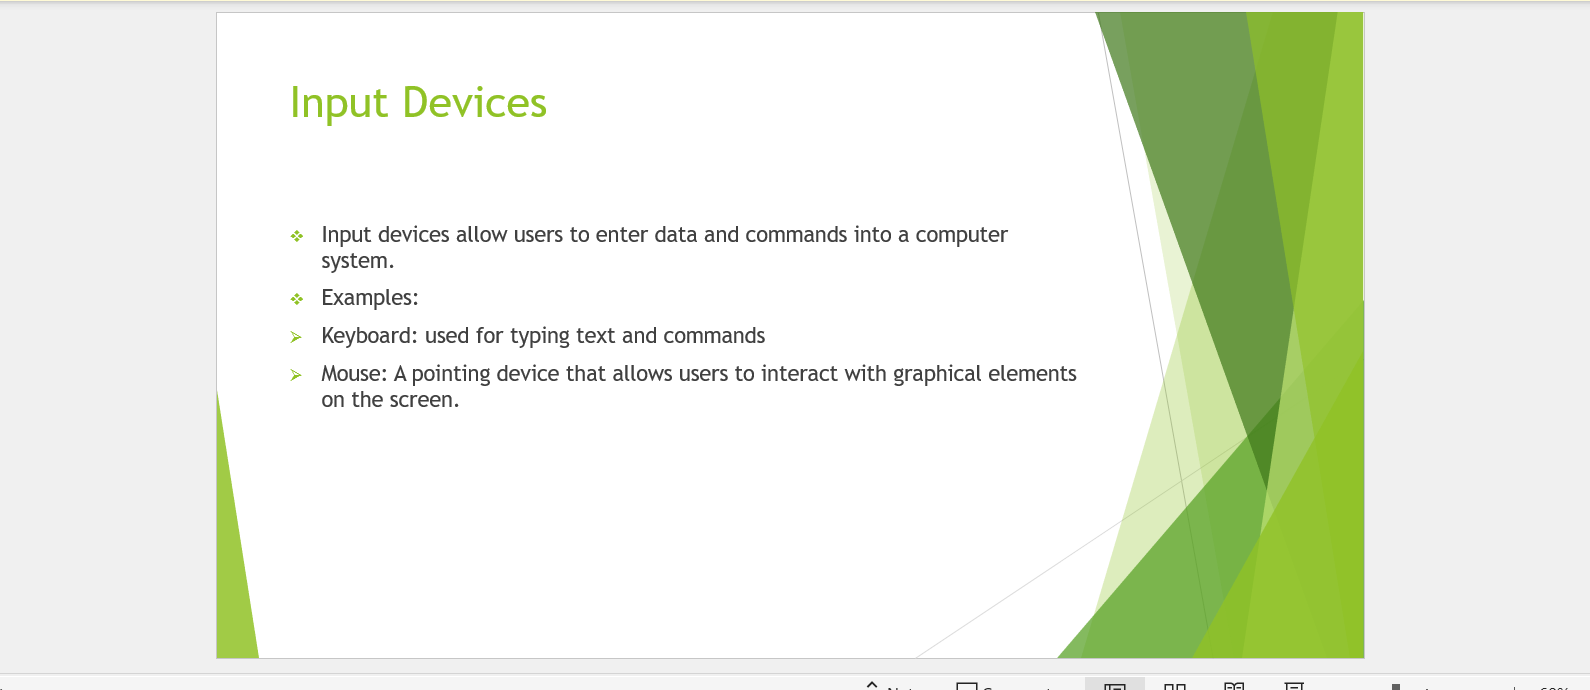 Input Devices
Input devices allow users to enter data and commands into a computer
system.
Examples:
Keyboard: used for typing text and commands
Mouse: A pointing device that allows users to interact with graphical elements
on the screen.